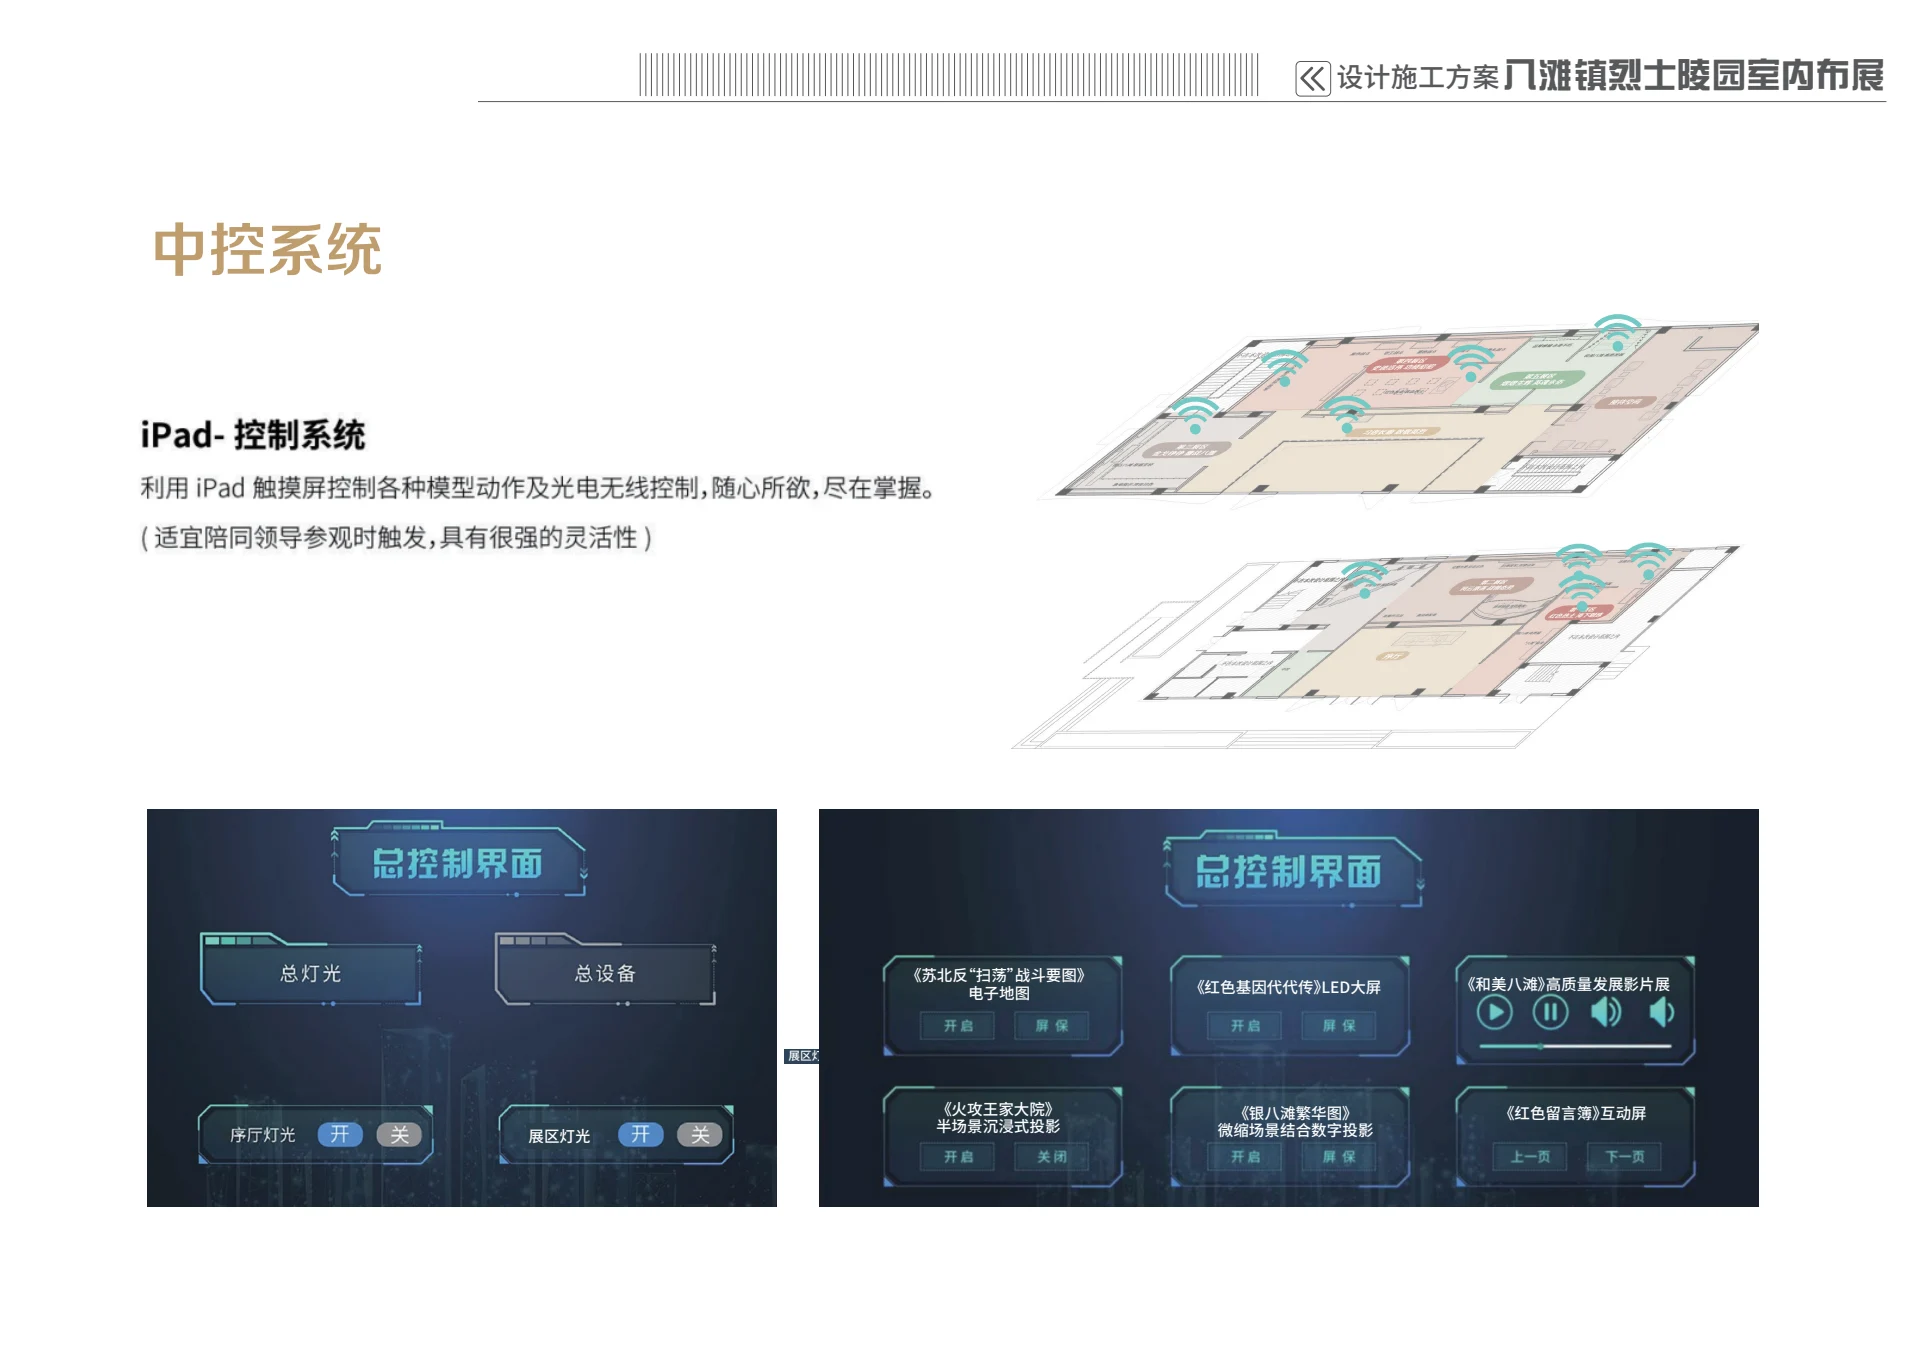 设计施工方案 八滩镇烈士陵园室内布展
中控系统
iPad- 控制系统
利用 iPad 触摸屏控制各种模型动作及光电无线控制，随心所欲，尽在掌握。
( 适宜陪同领导参观时触发，具有很强的灵活性 )
总控制界面
总灯光
总设备
序厅灯光 开 关
展区灯光 开 关
展区灯
总控制界面
《苏北反“扫荡”战斗要图》
电子地图
开启 屏保
《红色基因代代传》LED大屏
开启 屏保
《和美八滩》高质量发展影片展
《火攻王家大院》
半场景沉浸式投影
开启 关闭
《银八滩繁华图》
微缩场景结合数字投影
开启 屏保
《红色留言簿》互动屏
上一页 下一页